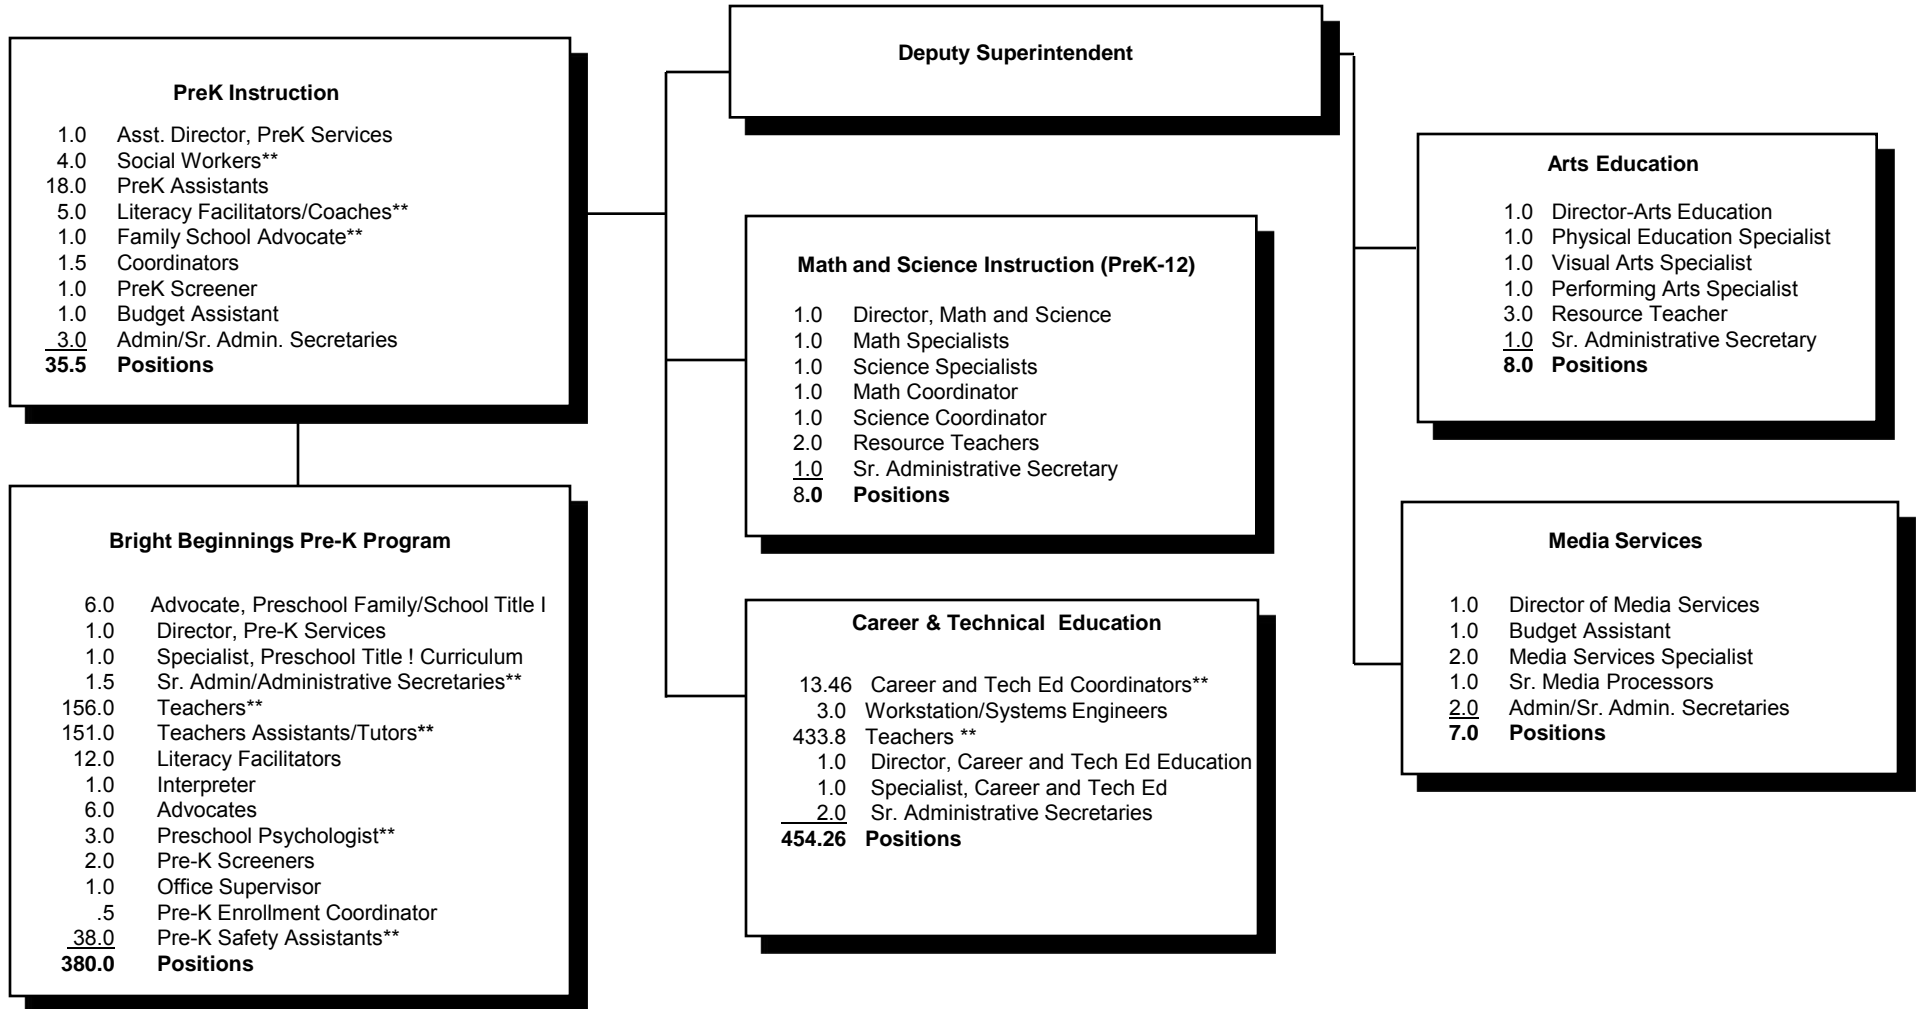 Deputy Superintendent
PreK Instruction
1.0 Asst. Director, PreK Services
4.0 Social Workers**
18.0 PreK Assistants
5.0 Literacy Facilitators/Coaches**
1.0 Family School Advocate**
1.5 Coordinators
1.0 PreK Screener
1.0 Budget Assistant
3.0 Admin/Sr. Admin. Secretaries
35.5 Positions
Bright Beginnings Pre-K Program
6.0 Advocate, Preschool Family/School Title I
1.0 Director, Pre-K Services
1.0 Specialist, Preschool Title ! Curriculum
1.5 Sr. Admin/Administrative Secretaries**
156.0 Teachers**
151.0 Teachers Assistants/Tutors**
12.0 Literacy Facilitators
1.0 Interpreter
6.0 Advocates
3.0 Preschool Psychologist**
2.0 Pre-K Screeners
1.0 Office Supervisor
.5 Pre-K Enrollment Coordinator
38.0 Pre-K Safety Assistants**
380.0 Positions
Math and Science Instruction (PreK-12)
1.0 Director, Math and Science
1.0 Math Specialists
1.0 Science Specialists
1.0 Math Coordinator
1.0 Science Coordinator
2.0 Resource Teachers
1.0 Sr. Administrative Secretary
8.0 Positions
Career & Technical Education
13.46 Career and Tech Ed Coordinators**
3.0 Workstation/Systems Engineers
433.8 Teachers **
1.0 Director, Career and Tech Ed Education
1.0 Specialist, Career and Tech Ed
2.0 Sr. Administrative Secretaries
454.26 Positions
Arts Education
1.0 Director-Arts Education
1.0 Physical Education Specialist
1.0 Visual Arts Specialist
1.0 Performing Arts Specialist
3.0 Resource Teacher
1.0 Sr. Administrative Secretary
8.0 Positions
Media Services
1.0 Director of Media Services
1.0 Budget Assistant
2.0 Media Services Specialist
1.0 Sr. Media Processors
2.0 Admin/Sr. Admin. Secretaries
7.0 Positions